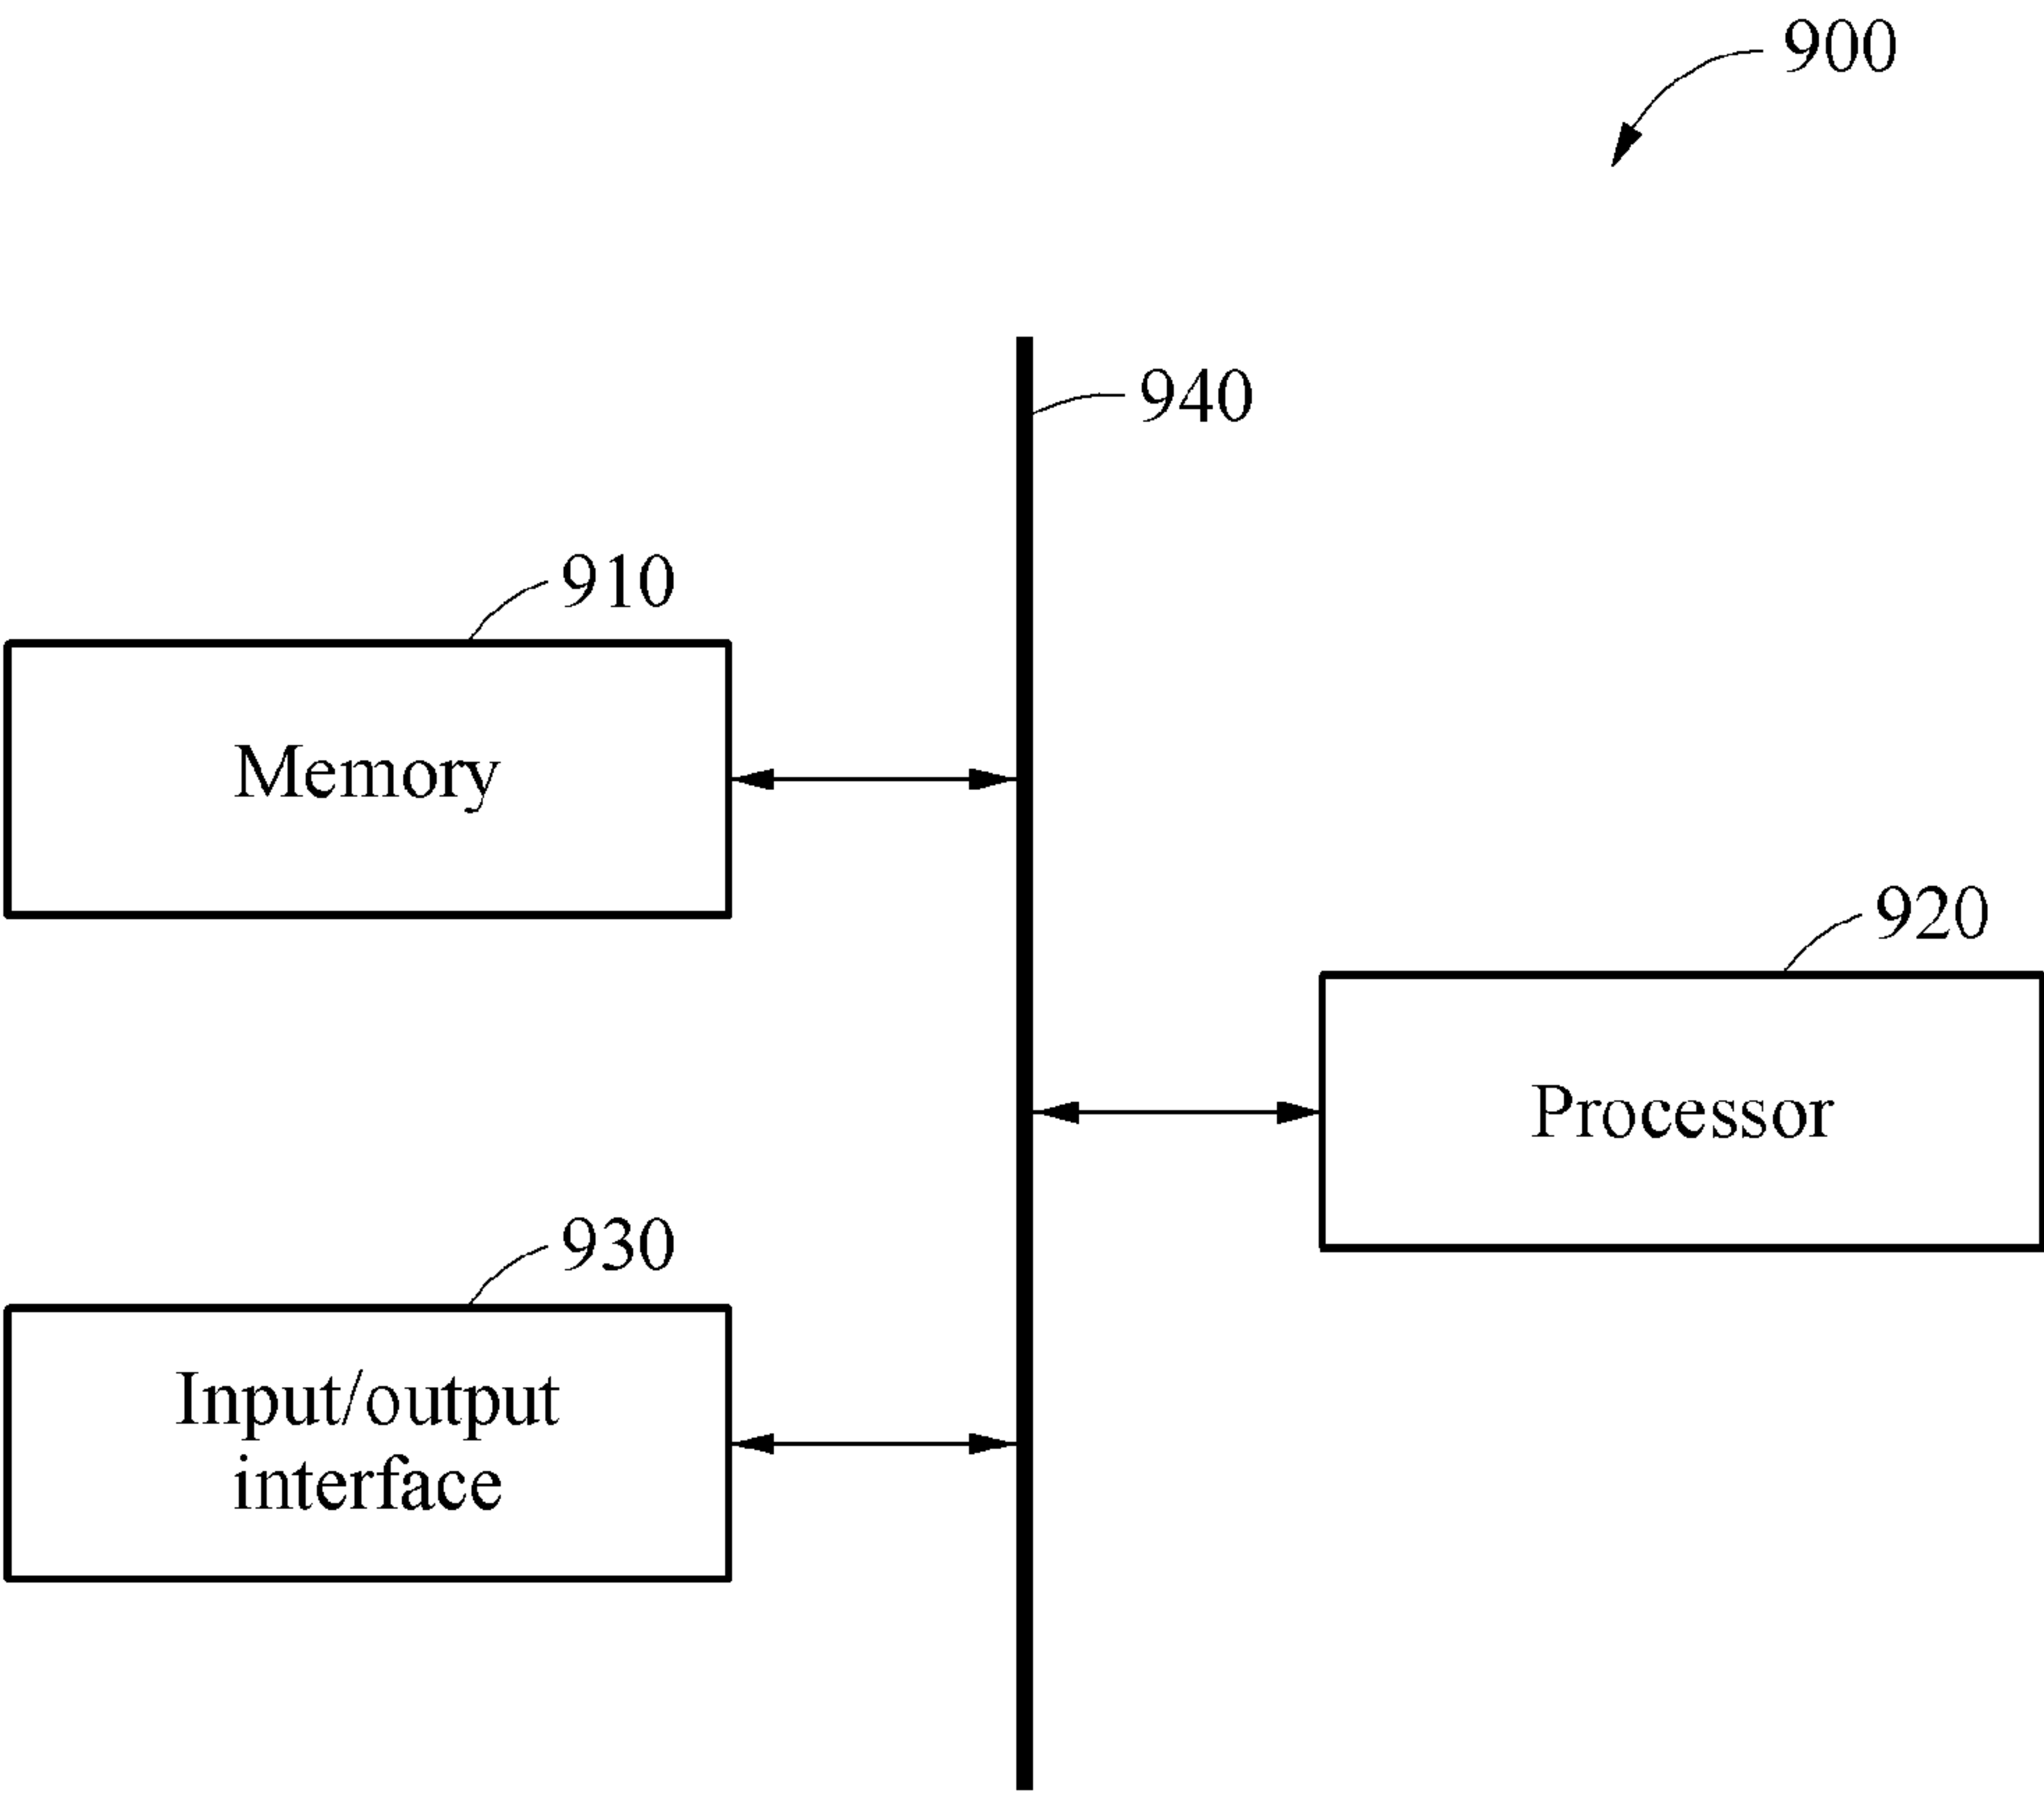 900
940
910
Memory
920
Processor
930
Input/output
interface